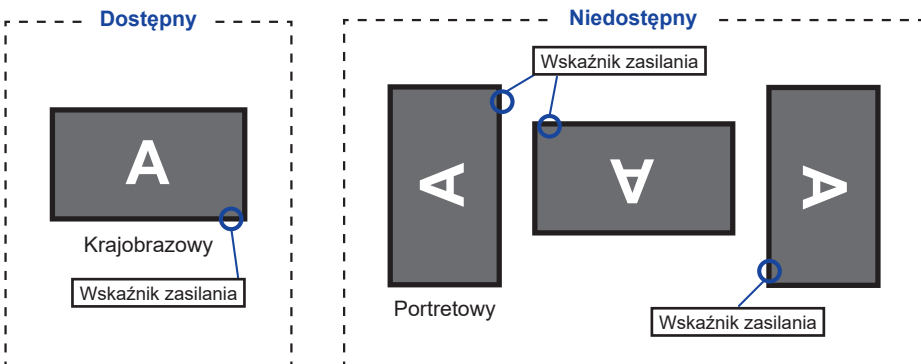 Dostępny
A
Krajobrazowy
Wskaźnik zasilania
Niedostępny
Wskaźnik zasilania
A
A
A
Portretowy
Wskaźnik zasilania